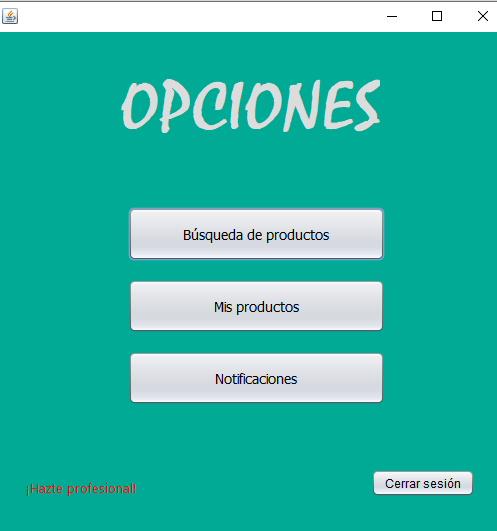 OPCIONES
Búsqueda de productos
Mis productos
Notificaciones
¡Hazte profesional!
Cerrar sesión